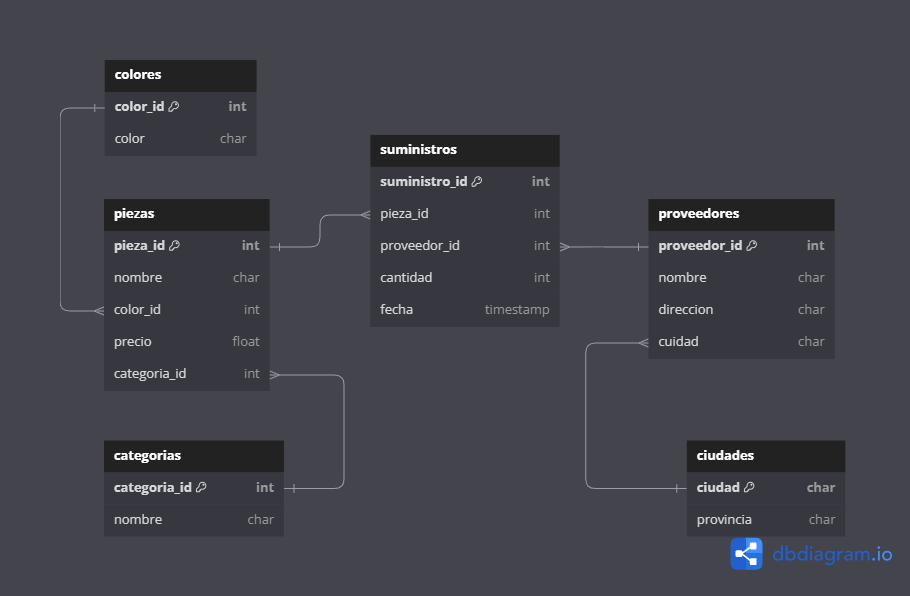 colores
color_id int
color char
piezas
pieza_id int
nombre char
color_id int
precio float
categoria_id int
categorias
categoria_id int
nombre char
suministros
suministro_id int
pieza_id int
proveedor_id int
cantidad int
fecha timestamp
proveedores
proveedor_id int
nombre char
direccion char
cuidad char
ciudades
ciudad char
provincia char
dbdiagram.io